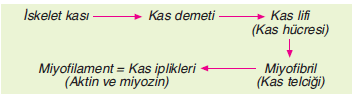 İskelet kası Kas demeti Kas lifi
(Kas hücresi)
Miyofilament = Kas iplikleri Miyofibril
(Aktin ve miyozin) (Kas telciği)